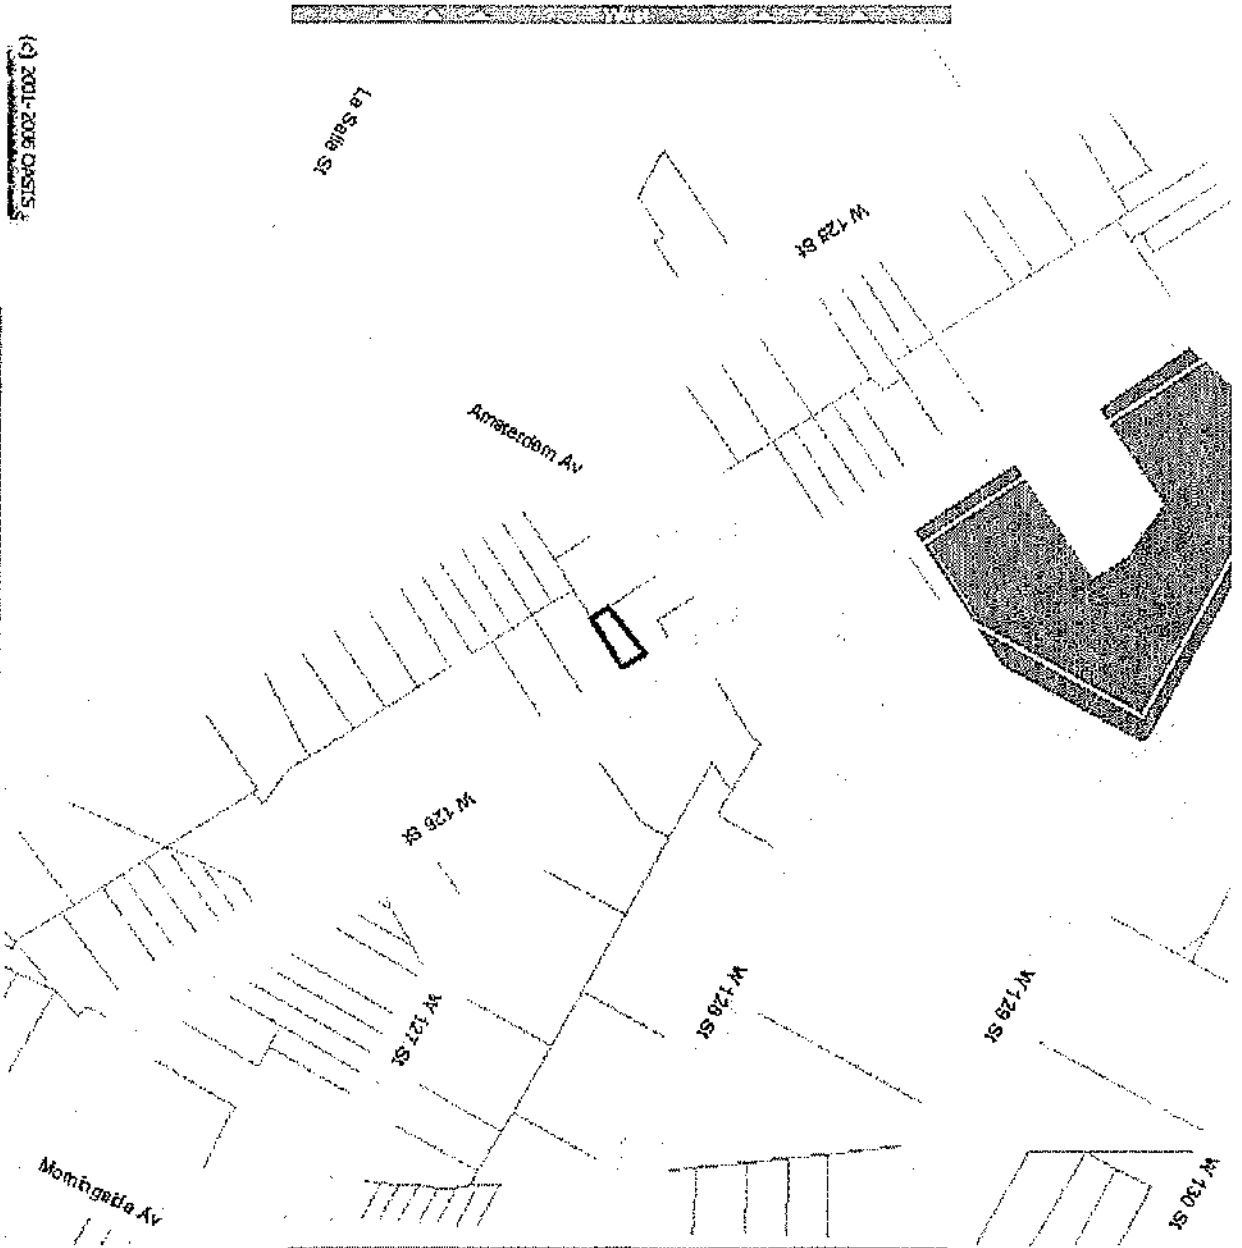 (c) 2001-2006 OASIS &
La Salle St
W 125 St
Amsterdam Av
W 126 St
W 127 St
W 128 St
W 129 St
W 130 St
Morningside Av